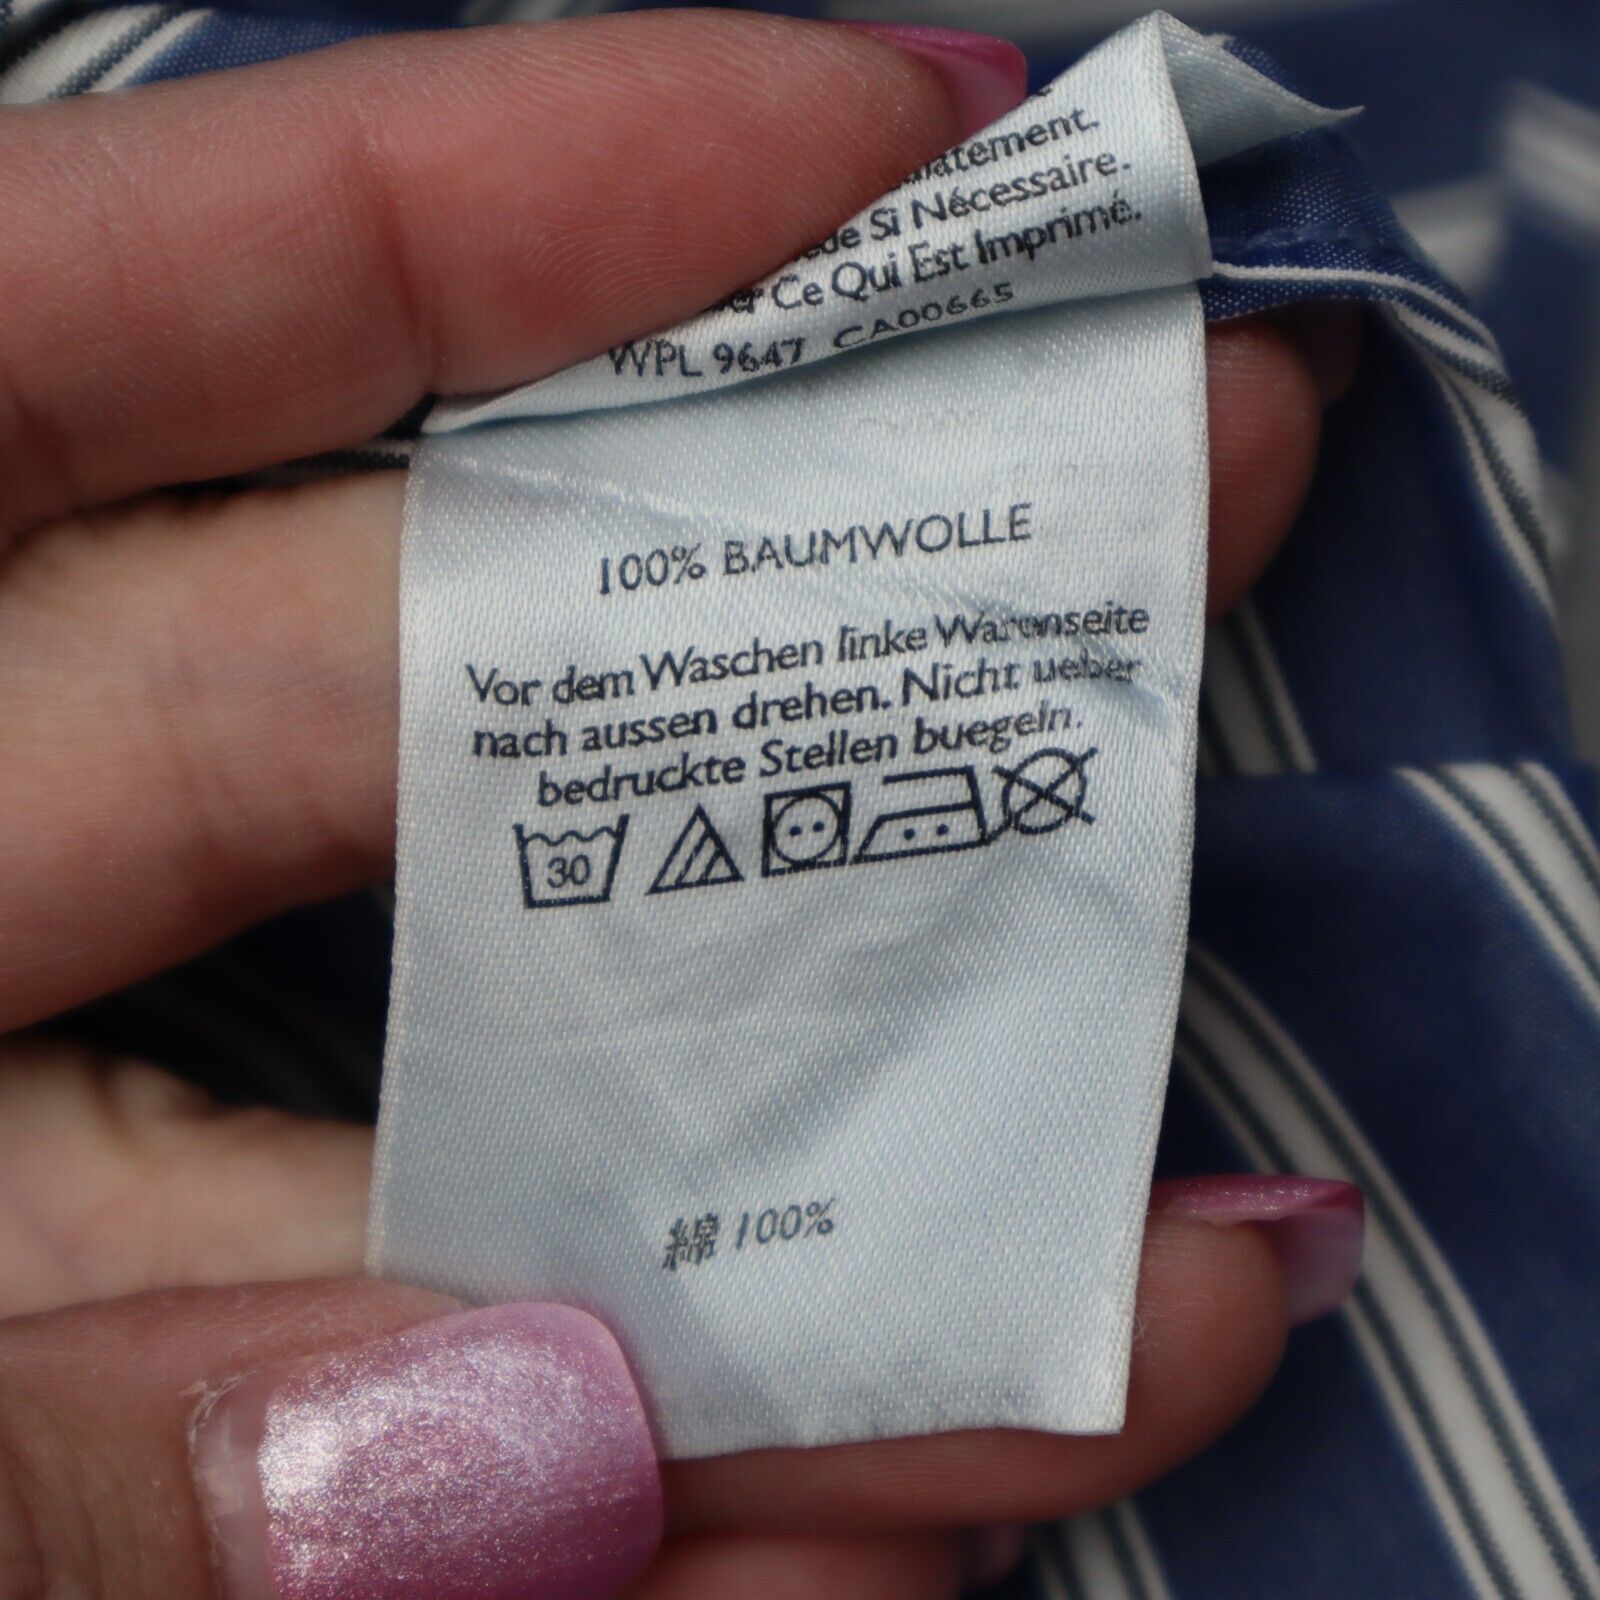 Si Nécessaire.
Ce Qui Est Imprimé.
WPL 9647 CA00665
100% BAUMWOLLE
Vor dem Waschen linke Warenseite
nach aussen drehen. Nicht ueber
bedruckte Stellen buegeln.
30
綿 100%